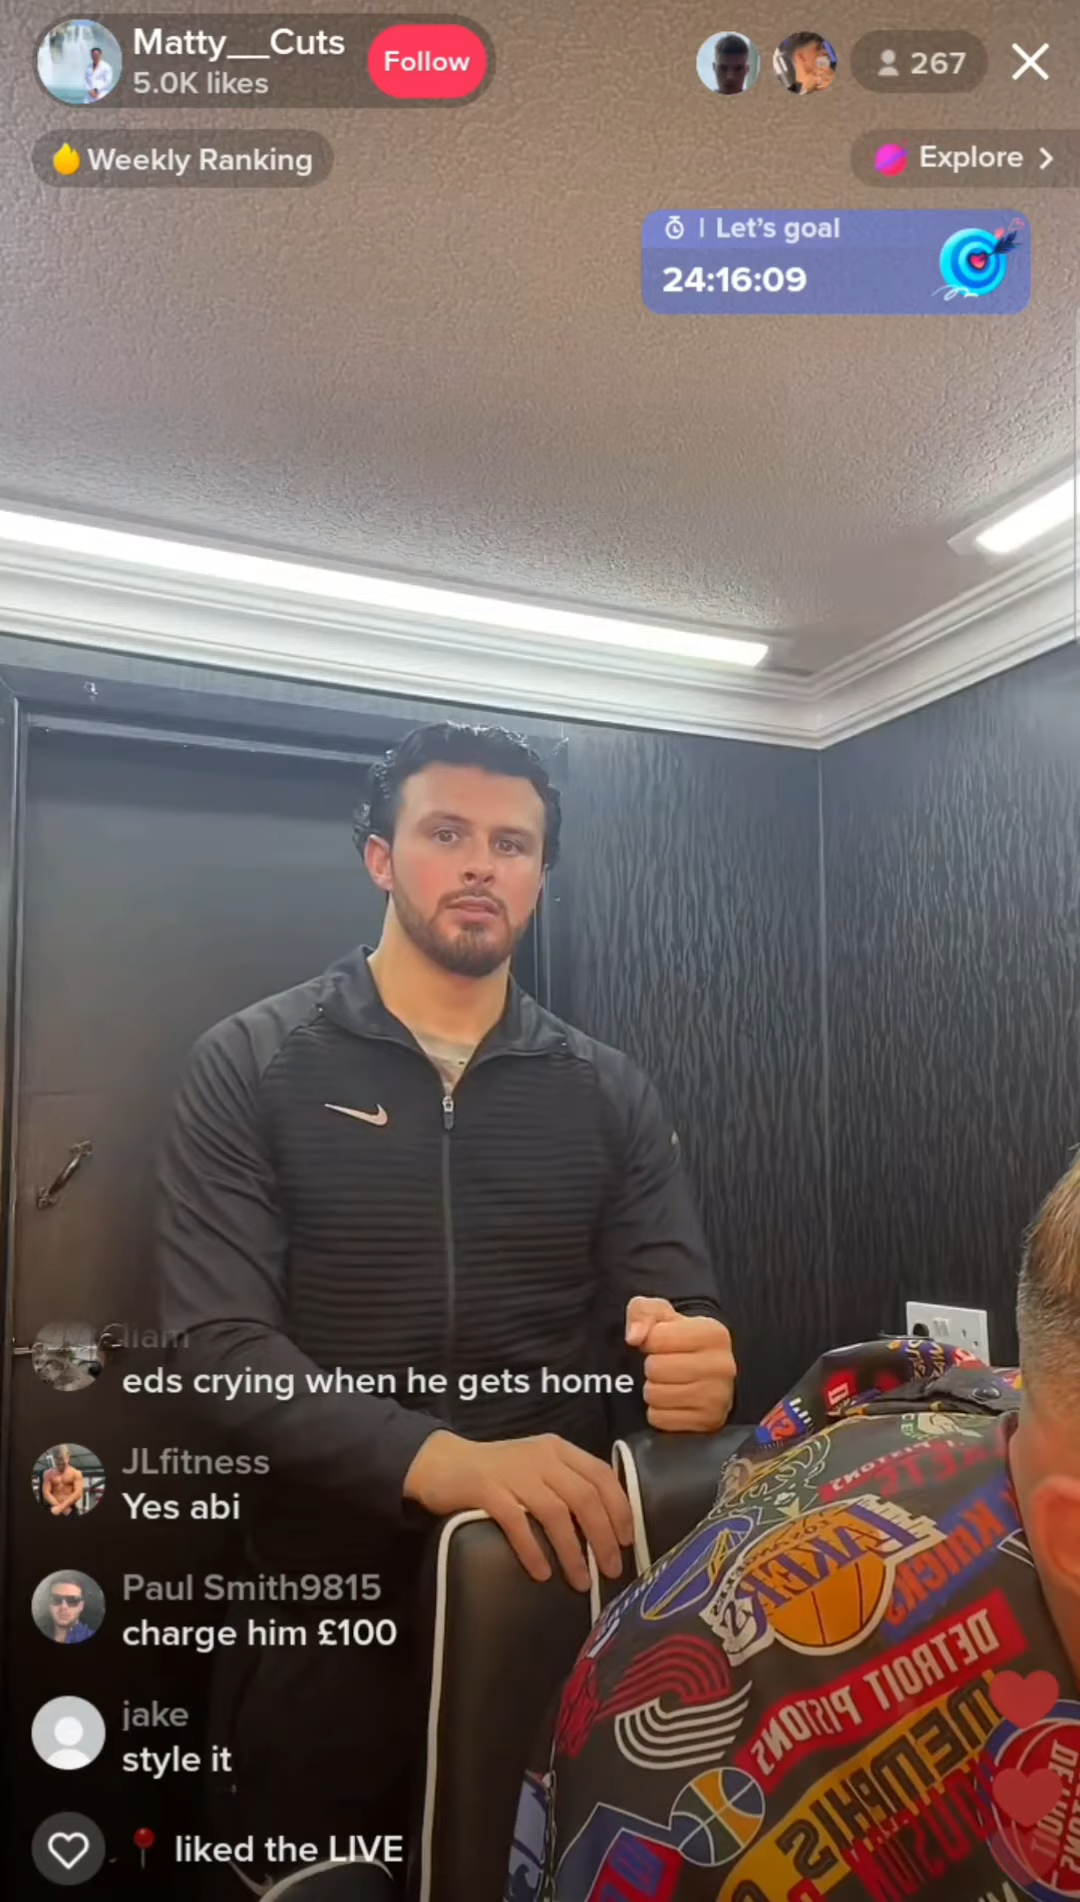 Matty__Cuts
5.0K likes
Follow
267
Weekly Ranking
Explore
Let's goal
24:16:09
liam
eds crying when he gets home
JLfitness
Yes abi
Paul Smith9815
charge him £100
jake
style it
liked the LIVE
LAKERS
KNICKS
DETROIT PISTONS
MEMPHIS